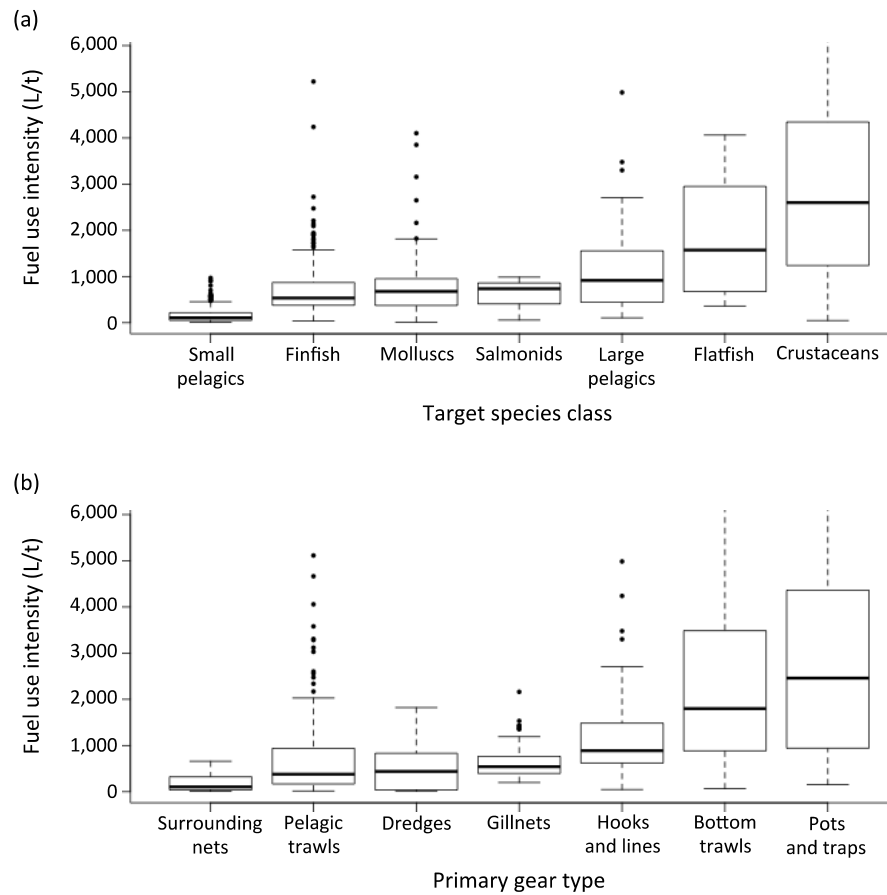 (a)
6,000
5,000
4,000
3,000
2,000
1,000
0
Fuel use intensity (L/t)
Small pelagics
Finfish
Molluscs
Salmonids
Large pelagics
Flatfish
Crustaceans
Target species class
(b)
6,000
5,000
4,000
3,000
2,000
1,000
0
Fuel use intensity (L/t)
Surrounding nets
Pelagic trawls
Dredges
Gillnets
Hooks and lines
Bottom trawls
Pots and traps
Primary gear type